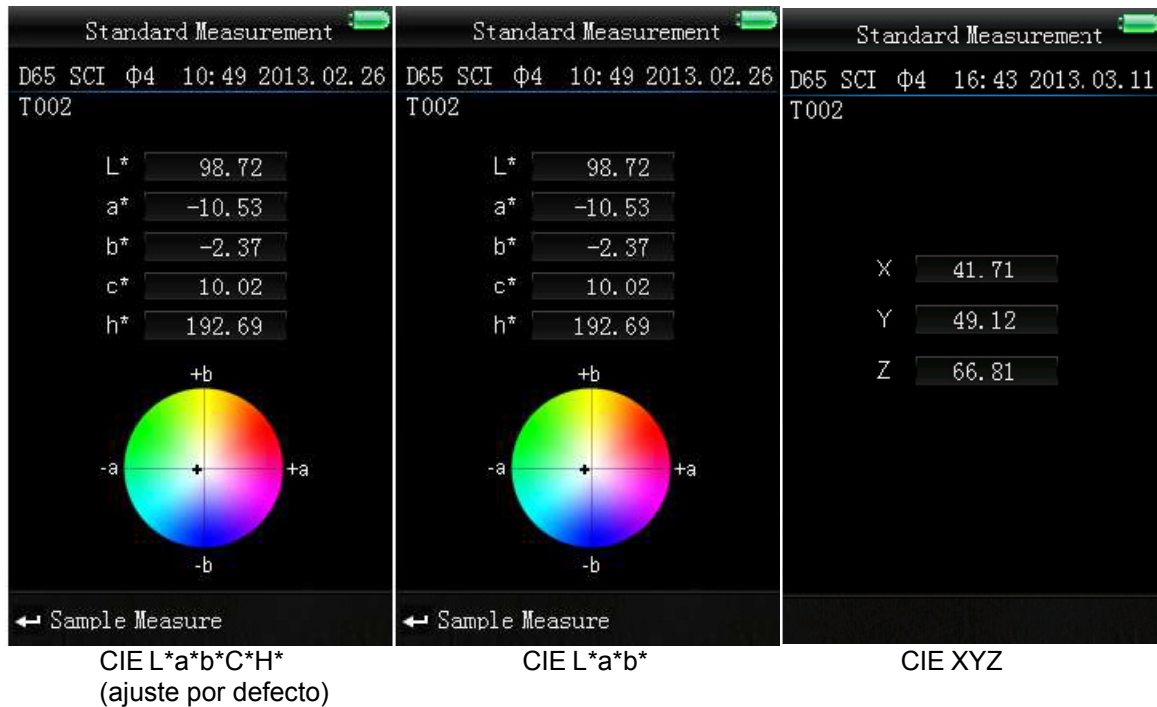 Standard Measurement
D65 SCI Φ4 10:49 2013.02.26
T002
L* 98.72
a* -10.53
b* -2.37
c* 10.02
h* 192.69
+b
-a +a
-b
Sample Measure
CIE L*a*b*C*H*
(ajuste por defecto)
Standard Measurement
D65 SCI Φ4 10:49 2013.02.26
T002
L* 98.72
a* -10.53
b* -2.37
c* 10.02
h* 192.69
+b
-a +a
-b
Sample Measure
CIE L*a*b*
Standard Measurement
D65 SCI Φ4 16:43 2013.03.11
T002
X 41.71
Y 49.12
Z 66.81
CIE XYZ